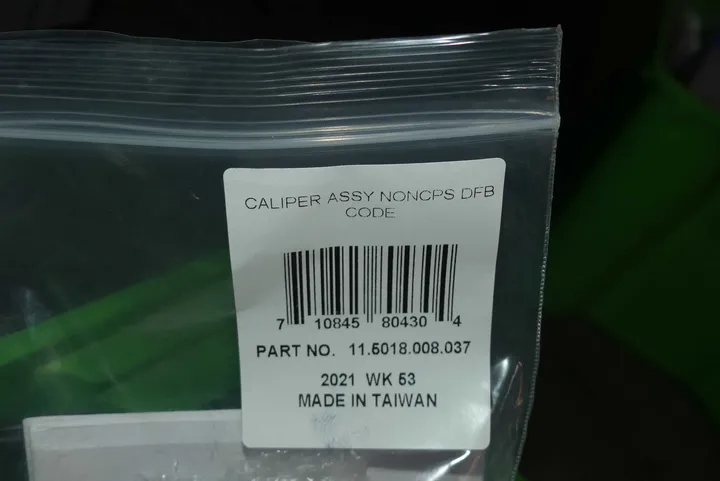 CALIPER ASSY NONCPS DFB
CODE
7 10845 80430 4
PART NO. 11.5018.008.037
2021 WK 53
MADE IN TAIWAN